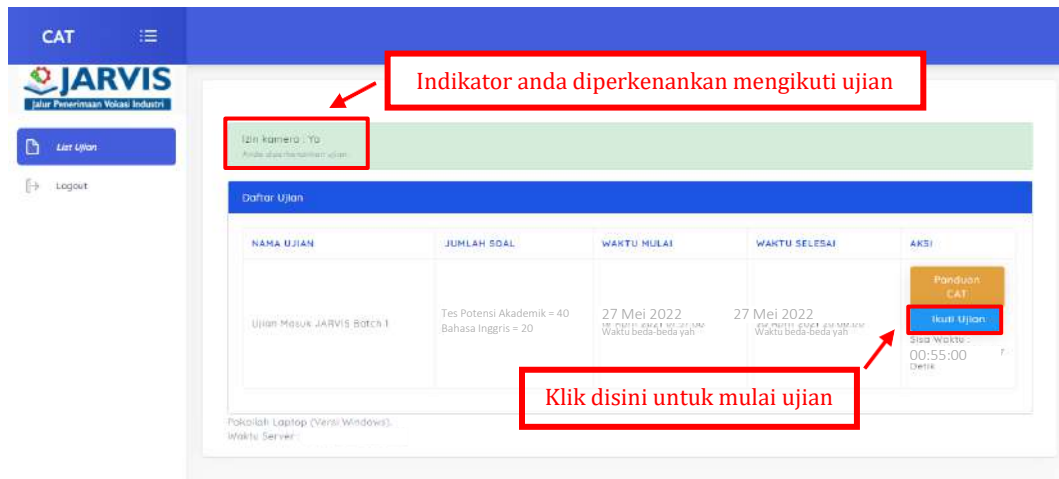 CAT
JARVIS
Jalur Penerimaan Vokasi Industri
Indikator anda diperkenankan mengikuti ujian
List Ujian
Logout
Izin kamera : Ya
Anda diperkenankan ujian
Daftar Ujian
NAMA UJIAN JUMLAH SOAL WAKTU MULAI WAKTU SELESAI AKSI
Panduan
CAT
Ujian Masuk JARVIS Batch 1
Tes Potensi Akademik = 40
Bahasa Inggris = 20
27 Mei 2022
Waktu beda-beda yah
27 Mei 2022
Waktu beda-beda yah
Ikuti Ujian
Sisa Waktu :
00:55:00
Detik
Klik disini untuk mulai ujian
Pakailah Laptop (Versi Windows).
Waktu Server :